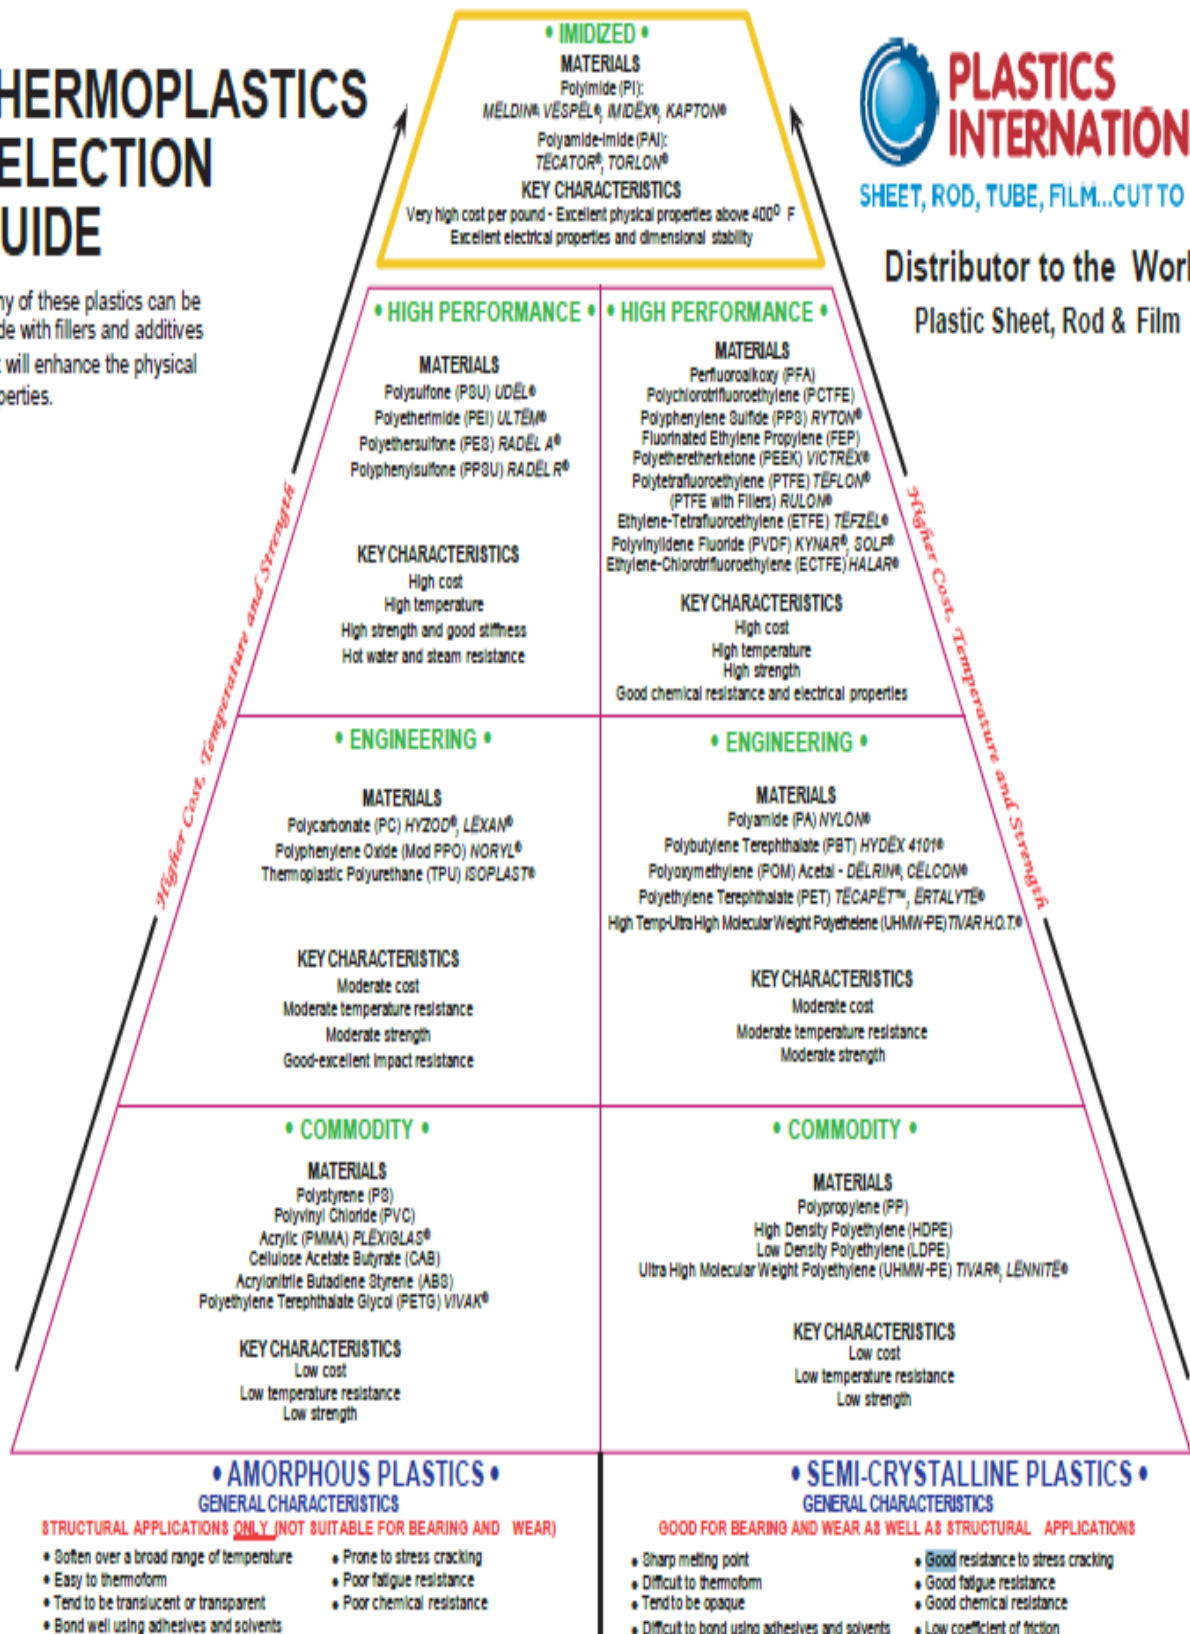 HERMOPLASTICS
ELECTION
UIDE
ny of these plastics can be
de with fillers and additives
t will enhance the physical
perties.
PLASTICS
INTERNATION
SHEET, ROD, TUBE, FILM...CUT TO
Distributor to the Worl
Plastic Sheet, Rod & Film
• IMIDIZED •
MATERIALS
Polyimide (PI):
MELDIN®, VESPEL®, IMIDEX®, KAPTON®
Polyamide-imide (PAI):
TECATOR®, TORLON®
KEY CHARACTERISTICS
Very high cost per pound - Excellent physical properties above 400º F
Excellent electrical properties and dimensional stability
Higher Cost, Temperature and Strength
• HIGH PERFORMANCE •
MATERIALS
Polysulfone (PSU) UDEL®
Polyetherimide (PEI) ULTEM®
Polyethersulfone (PES) RADEL A®
Polyphenylsulfone (PPSU) RADEL R®
KEY CHARACTERISTICS
High cost
High temperature
High strength and good stiffness
Hot water and steam resistance
• HIGH PERFORMANCE •
MATERIALS
Perfluoroalkoxy (PFA)
Polychlorotrifluoroethylene (PCTFE)
Polyphenylene Sulfide (PPS) RYTON®
Fluorinated Ethylene Propylene (FEP)
Polyetheretherketone (PEEK) VICTREX®
Polytetrafluoroethylene (PTFE) TEFLON®
(PTFE with Fillers) RULON®
Ethylene-Tetrafluoroethylene (ETFE) TEFZEL®
Polyvinylidene Fluoride (PVDF) KYNAR®, SOLF®
Ethylene-Chlorotrifluoroethylene (ECTFE) HALAR®
KEY CHARACTERISTICS
High cost
High temperature
High strength
Good chemical resistance and electrical properties
Higher Cost, Temperature and Strength
• ENGINEERING •
MATERIALS
Polycarbonate (PC) HYZOD®, LEXAN®
Polyphenylene Oxide (Mod PPO) NORYL®
Thermoplastic Polyurethane (TPU) ISOPLAST®
KEY CHARACTERISTICS
Moderate cost
Moderate temperature resistance
Moderate strength
Good-excellent impact resistance
• ENGINEERING •
MATERIALS
Polyamide (PA) NYLON®
Polybutylene Terephthalate (PBT) HYDEX 4101®
Polyoxymethylene (POM) Acetal - DELRIN®, CELCON®
Polyethylene Terephthalate (PET) TECAPET™, ERTALYTE®
High Temp-Ultra High Molecular Weight Polyethelene (UHMW-PE) TIVAR H.O.T.®
KEY CHARACTERISTICS
Moderate cost
Moderate temperature resistance
Moderate strength
• COMMODITY •
MATERIALS
Polystyrene (PS)
Polyvinyl Chloride (PVC)
Acrylic (PMMA) PLEXIGLAS®
Cellulose Acetate Butyrate (CAB)
Acrylonitrile Butadiene Styrene (ABS)
Polyethylene Terephthalate Glycol (PETG) VIVAK®
KEY CHARACTERISTICS
Low cost
Low temperature resistance
Low strength
• COMMODITY •
MATERIALS
Polypropylene (PP)
High Density Polyethylene (HDPE)
Low Density Polyethylene (LDPE)
Ultra High Molecular Weight Polyethylene (UHMW-PE) TIVAR®, LENNITE®
KEY CHARACTERISTICS
Low cost
Low temperature resistance
Low strength
• AMORPHOUS PLASTICS •
GENERAL CHARACTERISTICS
STRUCTURAL APPLICATIONS ONLY (NOT SUITABLE FOR BEARING AND WEAR)
• Soften over a broad range of temperature
• Easy to thermoform
• Tend to be translucent or transparent
• Bond well using adhesives and solvents
• Prone to stress cracking
• Poor fatigue resistance
• Poor chemical resistance
• SEMI-CRYSTALLINE PLASTICS •
GENERAL CHARACTERISTICS
GOOD FOR BEARING AND WEAR AS WELL AS STRUCTURAL APPLICATIONS
• Sharp melting point
• Difficult to thermoform
• Tend to be opaque
• Difficult to bond using adhesives and solvents
• Good resistance to stress cracking
• Good fatigue resistance
• Good chemical resistance
• Low coefficient of friction